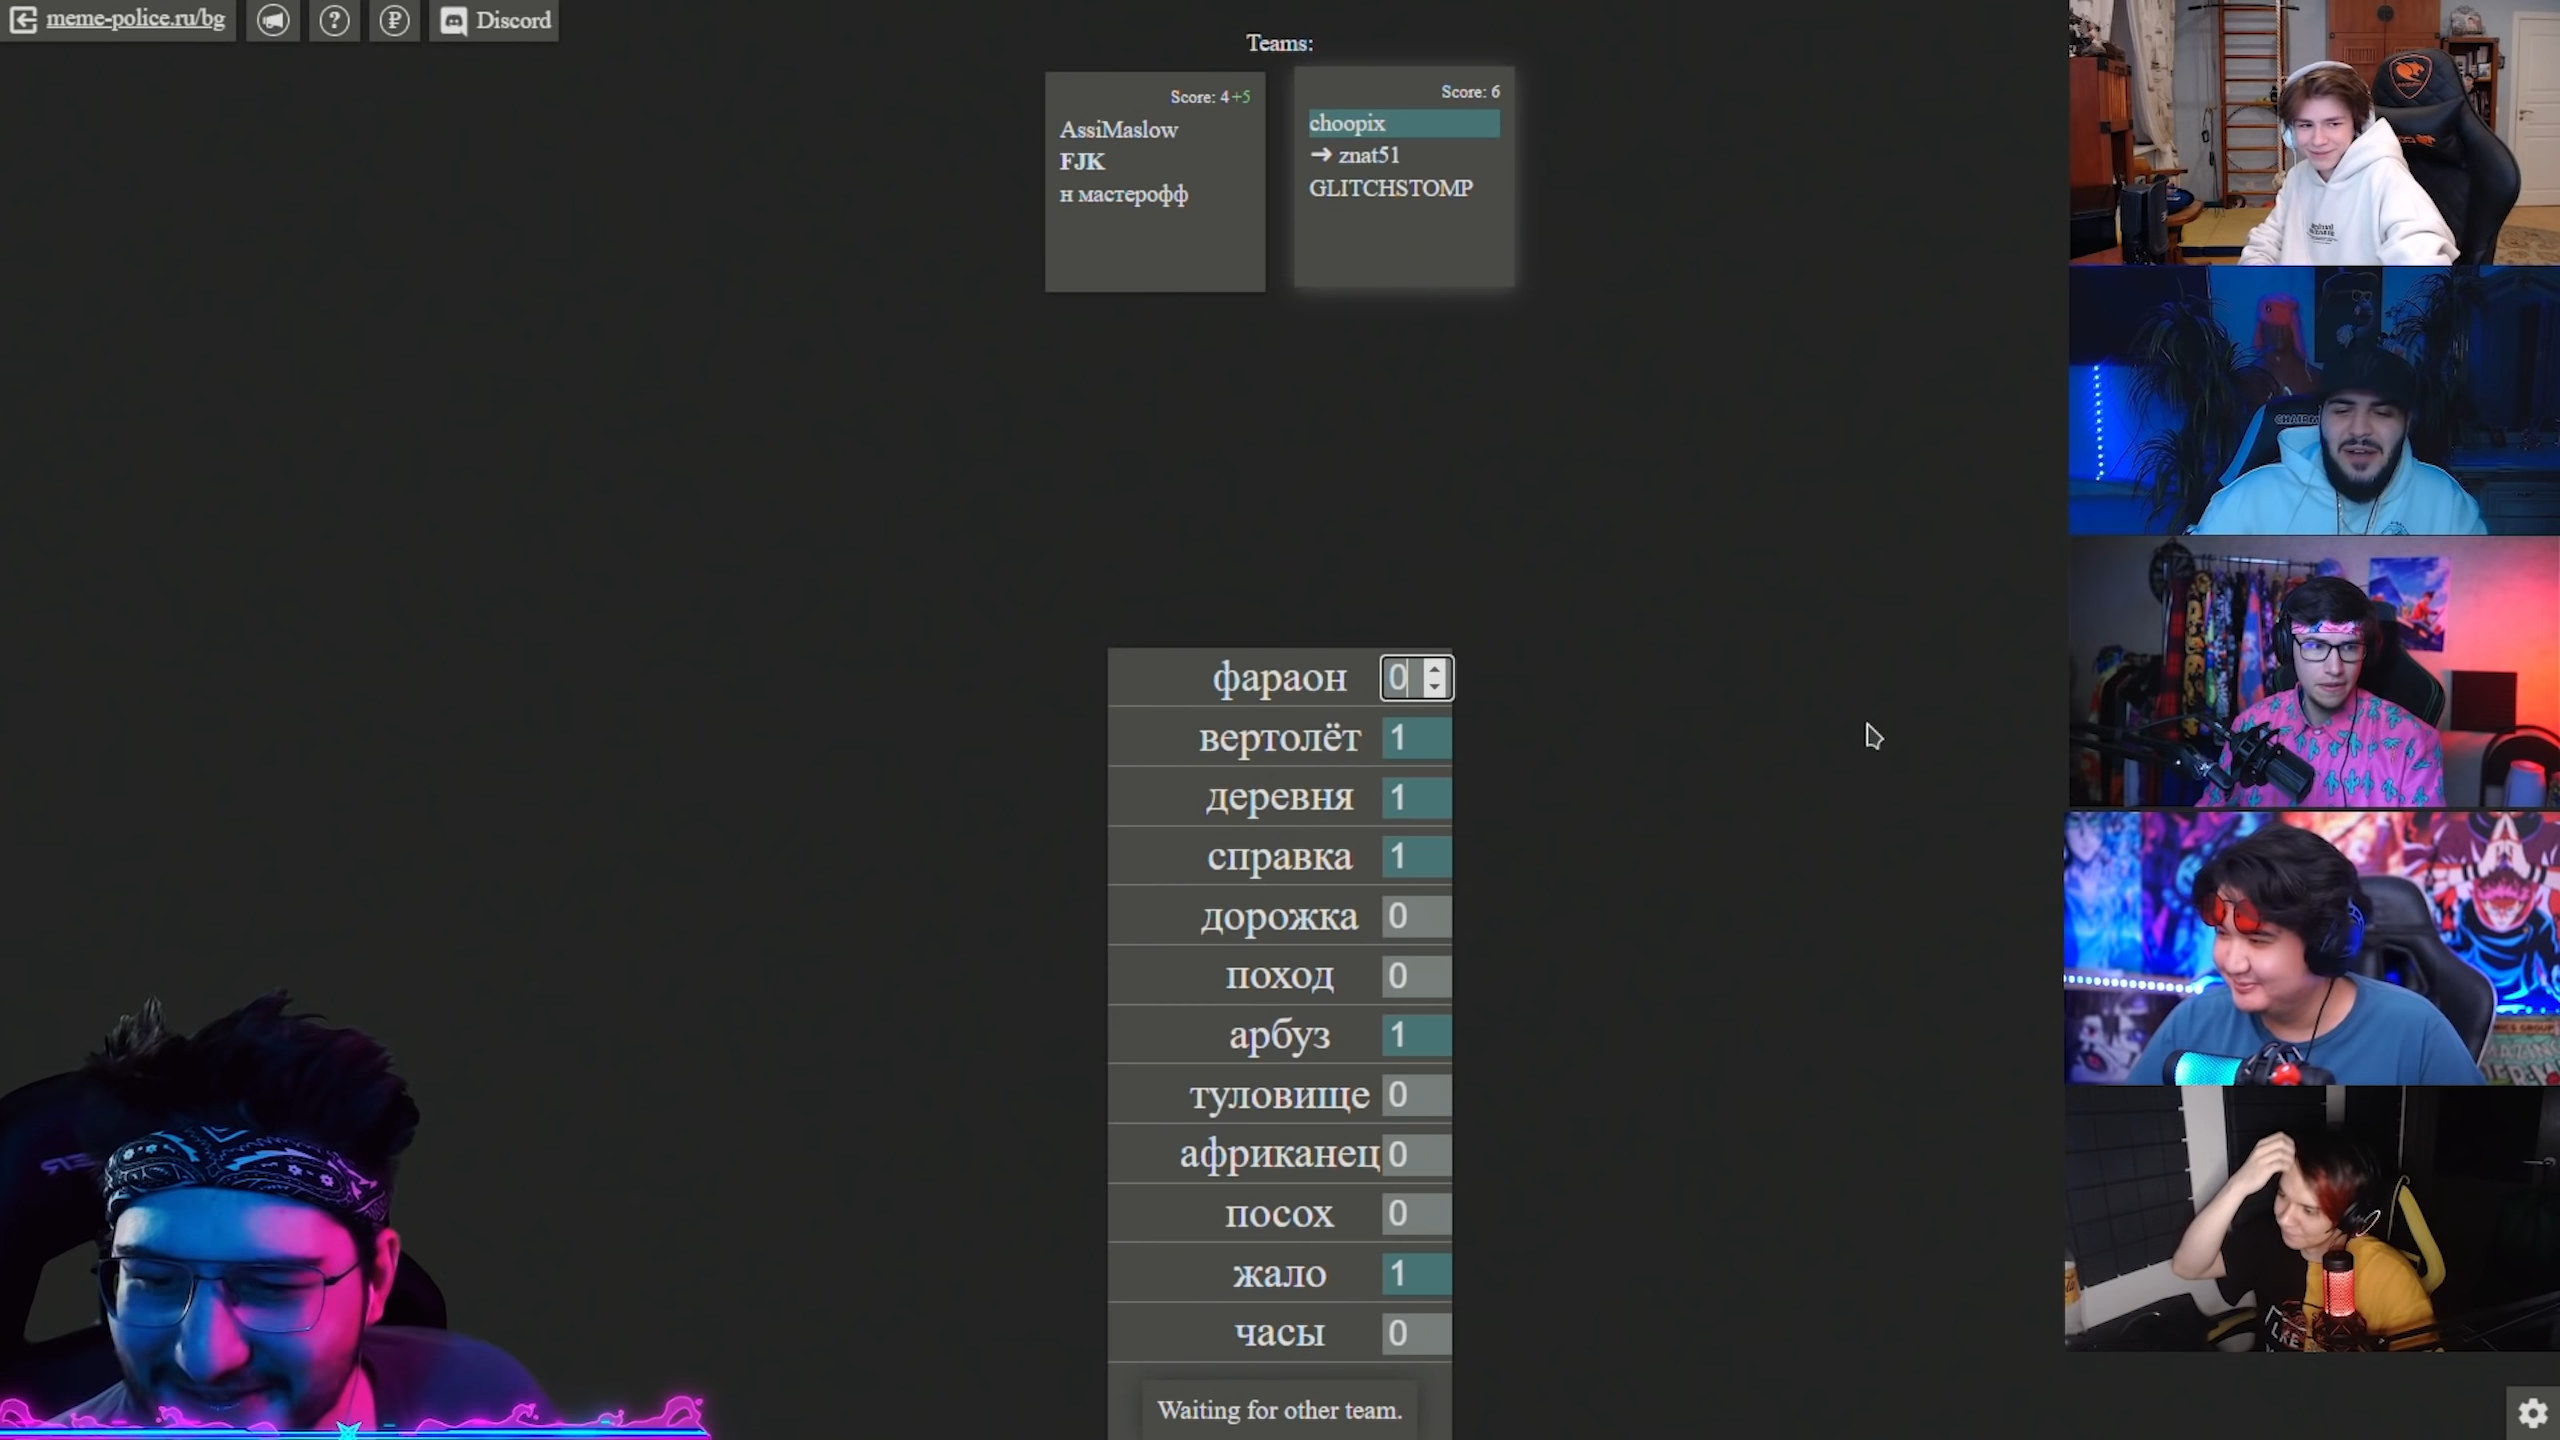 meme-police.ru/bg
?
₽
Discord
Teams:
Score: 4+5
AssiMaslow
FJK
н мастерофф
Score: 6
choopix
➜ znat51
GLITCHSTOMP
фараон 0
вертолёт 1
деревня 1
справка 1
дорожка 0
поход 0
арбуз 1
туловище 0
африканец 0
посох 0
жало 1
часы 0
Waiting for other team.